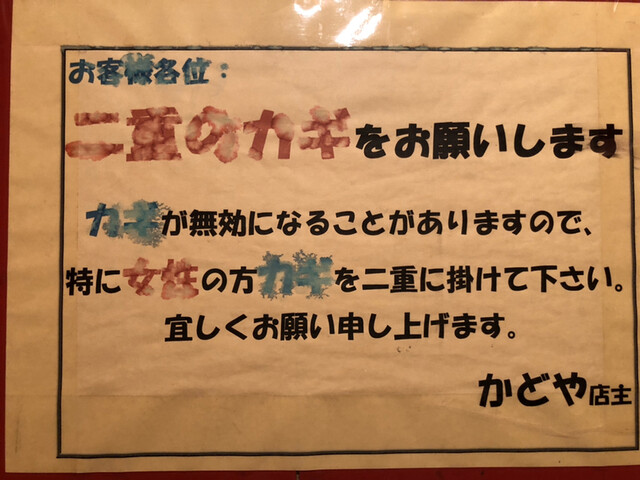 お客様各位：
二重のカギをお願いします
カギが無効になることがありますので、
特に女性の方カギを二重に掛けて下さい。
宜しくお願い申し上げます。
かどや店主